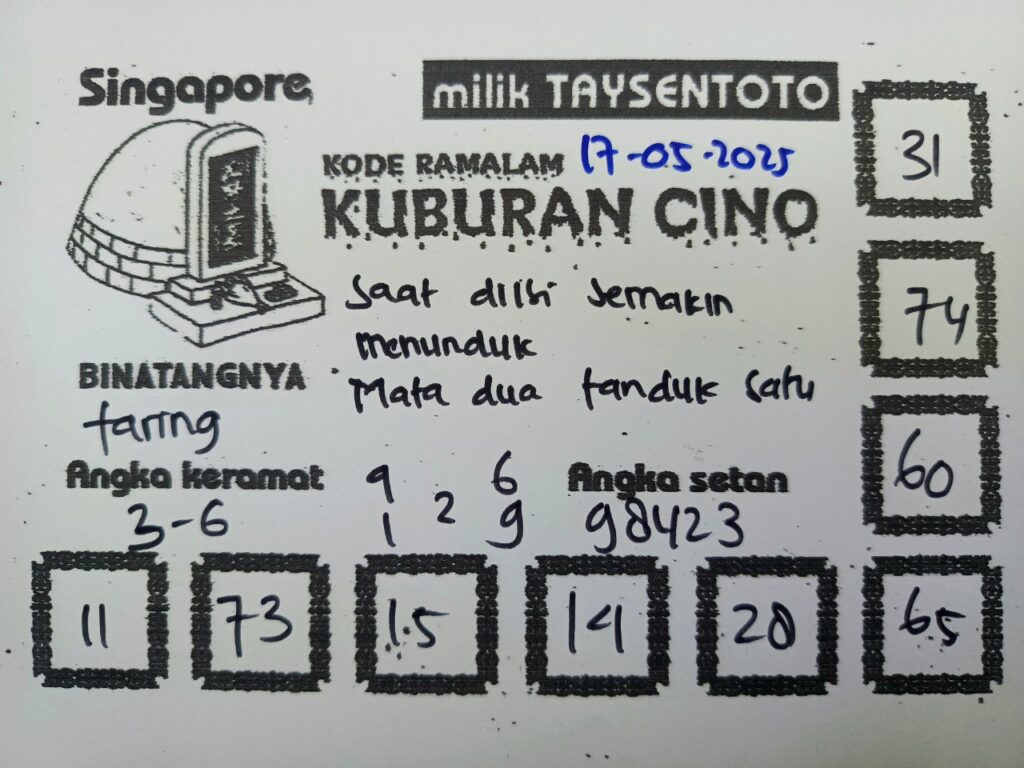 Singapore
milik TAYSENTOTO
KODE RAMALAM 17-05-2025
KUBURAN CINO
31
saat diisi semakin
menunduk
74
BINATANGNYA
Mata dua tanduk satu
taring
60
Angka keramat
9 6
Angka setan
3-6
2
1 9
98423
11 73 15 14 28 65